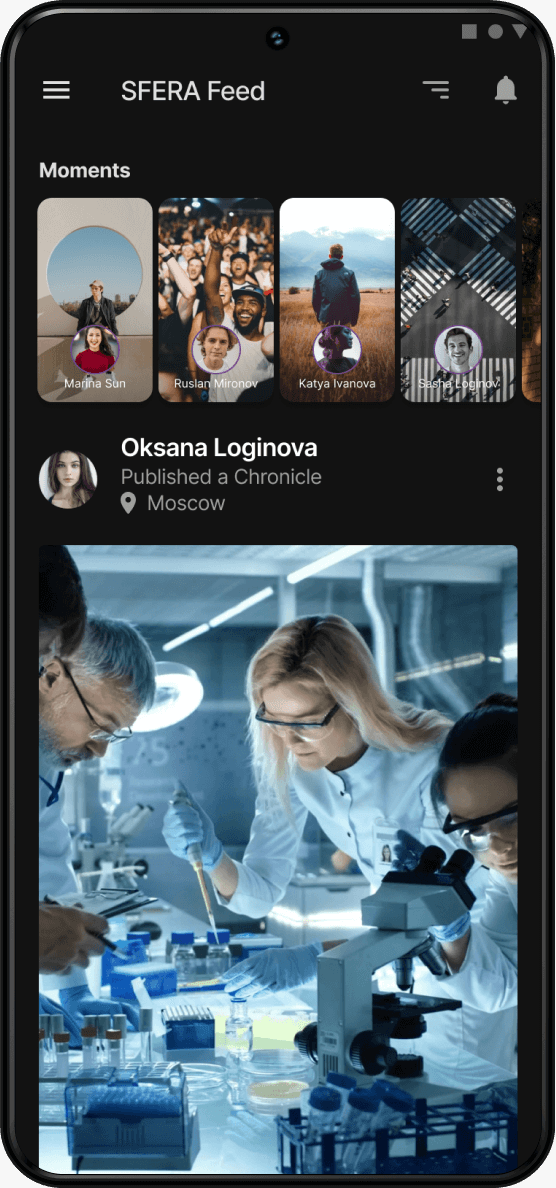 SFERA Feed
Moments
Marina Sun
Ruslan Mironov
Katya Ivanova
Sasha Loginov
Oksana Loginova
Published a Chronicle
Moscow